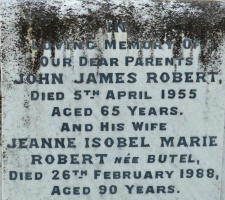 IN
LOVING MEMORY OF
OUR DEAR PARENTS
JOHN JAMES ROBERT,
DIED 5TH APRIL 1955
AGED 65 YEARS.
AND HIS WIFE
JEANNE ISOBEL MARIE
ROBERT NÉE BUTEL,
DIED 26TH FEBRUARY 1988,
AGED 90 YEARS.